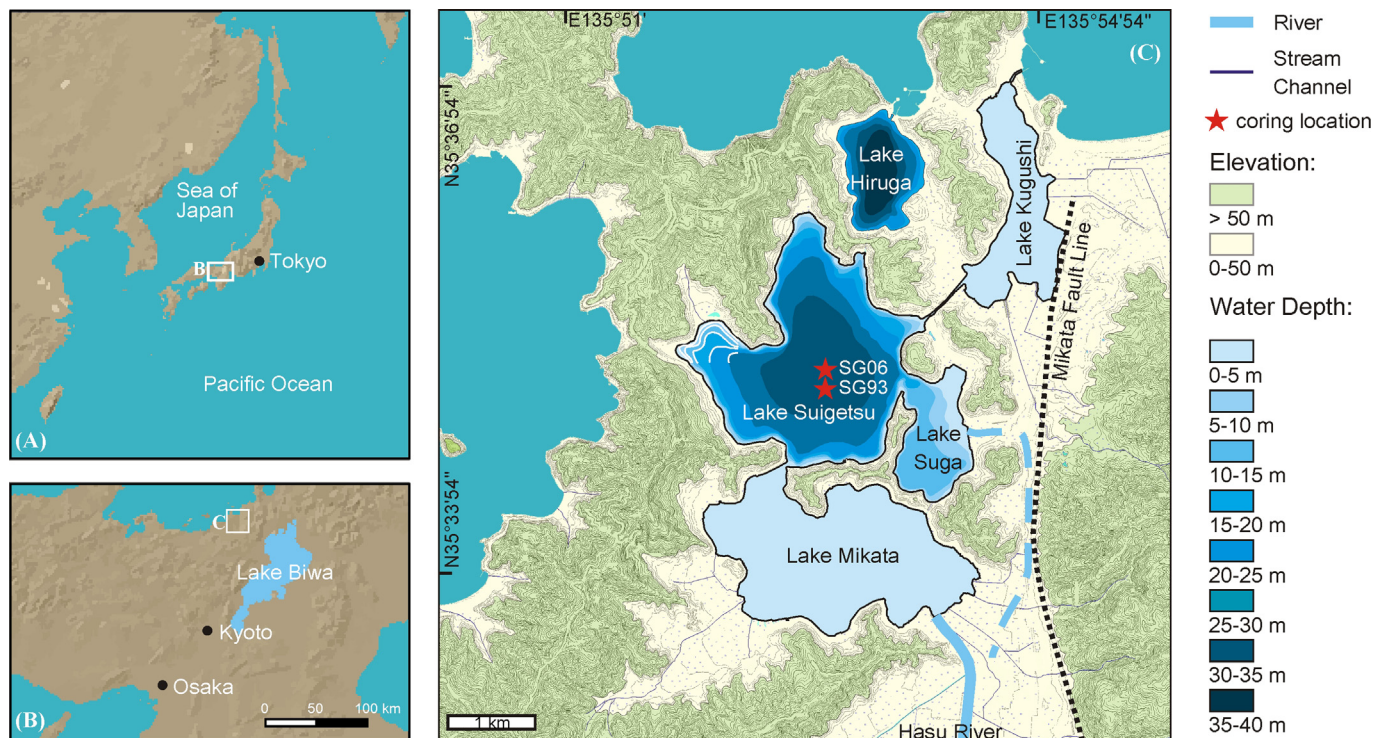 Sea of
Japan
B
Tokyo
Pacific Ocean
(A)
C
Lake Biwa
Kyoto
Osaka
0 50 100 km
(B)
E135°51'
E135°54'54''
(C)
N35°36'54''
N35°33'54''
Lake
Hiruga
Lake Kugushi
Mikata Fault Line
SG06
SG93
Lake Suigetsu
Lake
Suga
Lake Mikata
Hasu River
1 km
River
Stream
Channel
coring location
Elevation:
> 50 m
0-50 m
Water Depth:
0-5 m
5-10 m
10-15 m
15-20 m
20-25 m
25-30 m
30-35 m
35-40 m